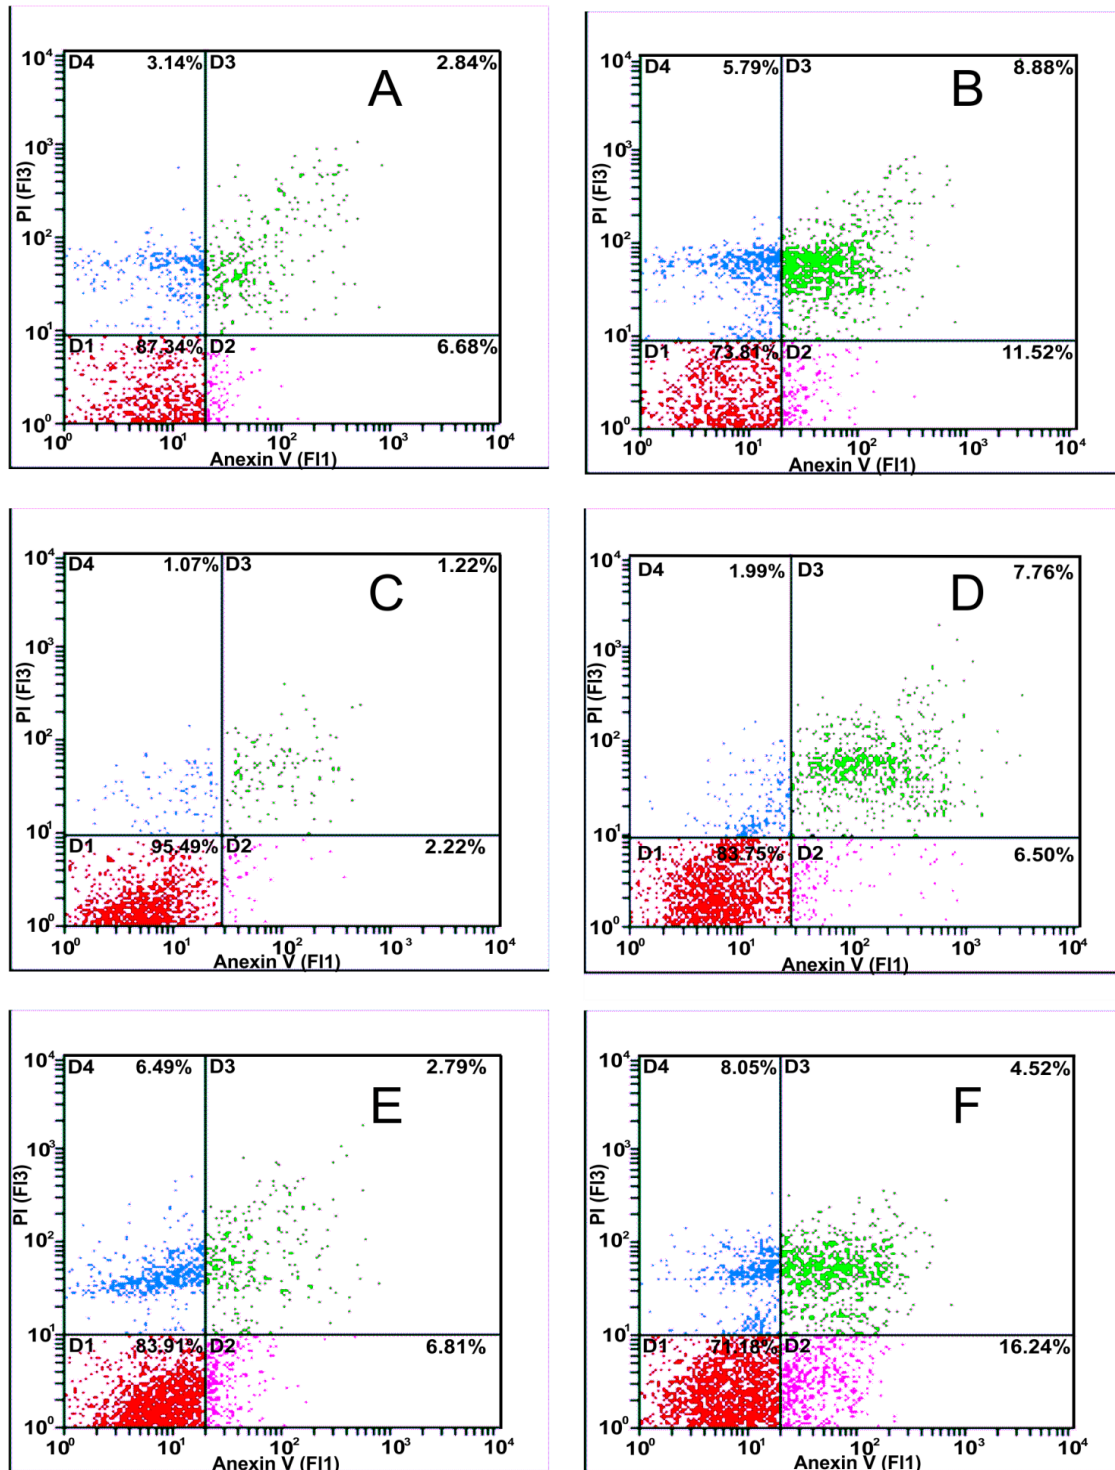 A
D4 3.14% D3 2.84%
D1 87.34% D2 6.68%
10⁴
10³
10²
10¹
10⁰
PI (Fl3)
10⁰ 10¹ 10² 10³ 10⁴
Anexin V (Fl1)
B
D4 5.79% D3 8.88%
D1 73.81% D2 11.52%
10⁴
10³
10²
10¹
10⁰
PI (Fl3)
10⁰ 10¹ 10² 10³ 10⁴
Anexin V (Fl1)
C
D4 1.07% D3 1.22%
D1 95.49% D2 2.22%
10⁴
10³
10²
10¹
10⁰
PI (Fl3)
10⁰ 10¹ 10² 10³ 10⁴
Anexin V (Fl1)
D
D4 1.99% D3 7.76%
D1 83.75% D2 6.50%
10⁴
10³
10²
10¹
10⁰
PI (Fl3)
10⁰ 10¹ 10² 10³ 10⁴
Anexin V (Fl1)
E
D4 6.49% D3 2.79%
D1 83.91% D2 6.81%
10⁴
10³
10²
10¹
10⁰
PI (Fl3)
10⁰ 10¹ 10² 10³ 10⁴
Anexin V (Fl1)
F
D4 8.05% D3 4.52%
D1 71.18% D2 16.24%
10⁴
10³
10²
10¹
10⁰
PI (Fl3)
10⁰ 10¹ 10² 10³ 10⁴
Anexin V (Fl1)